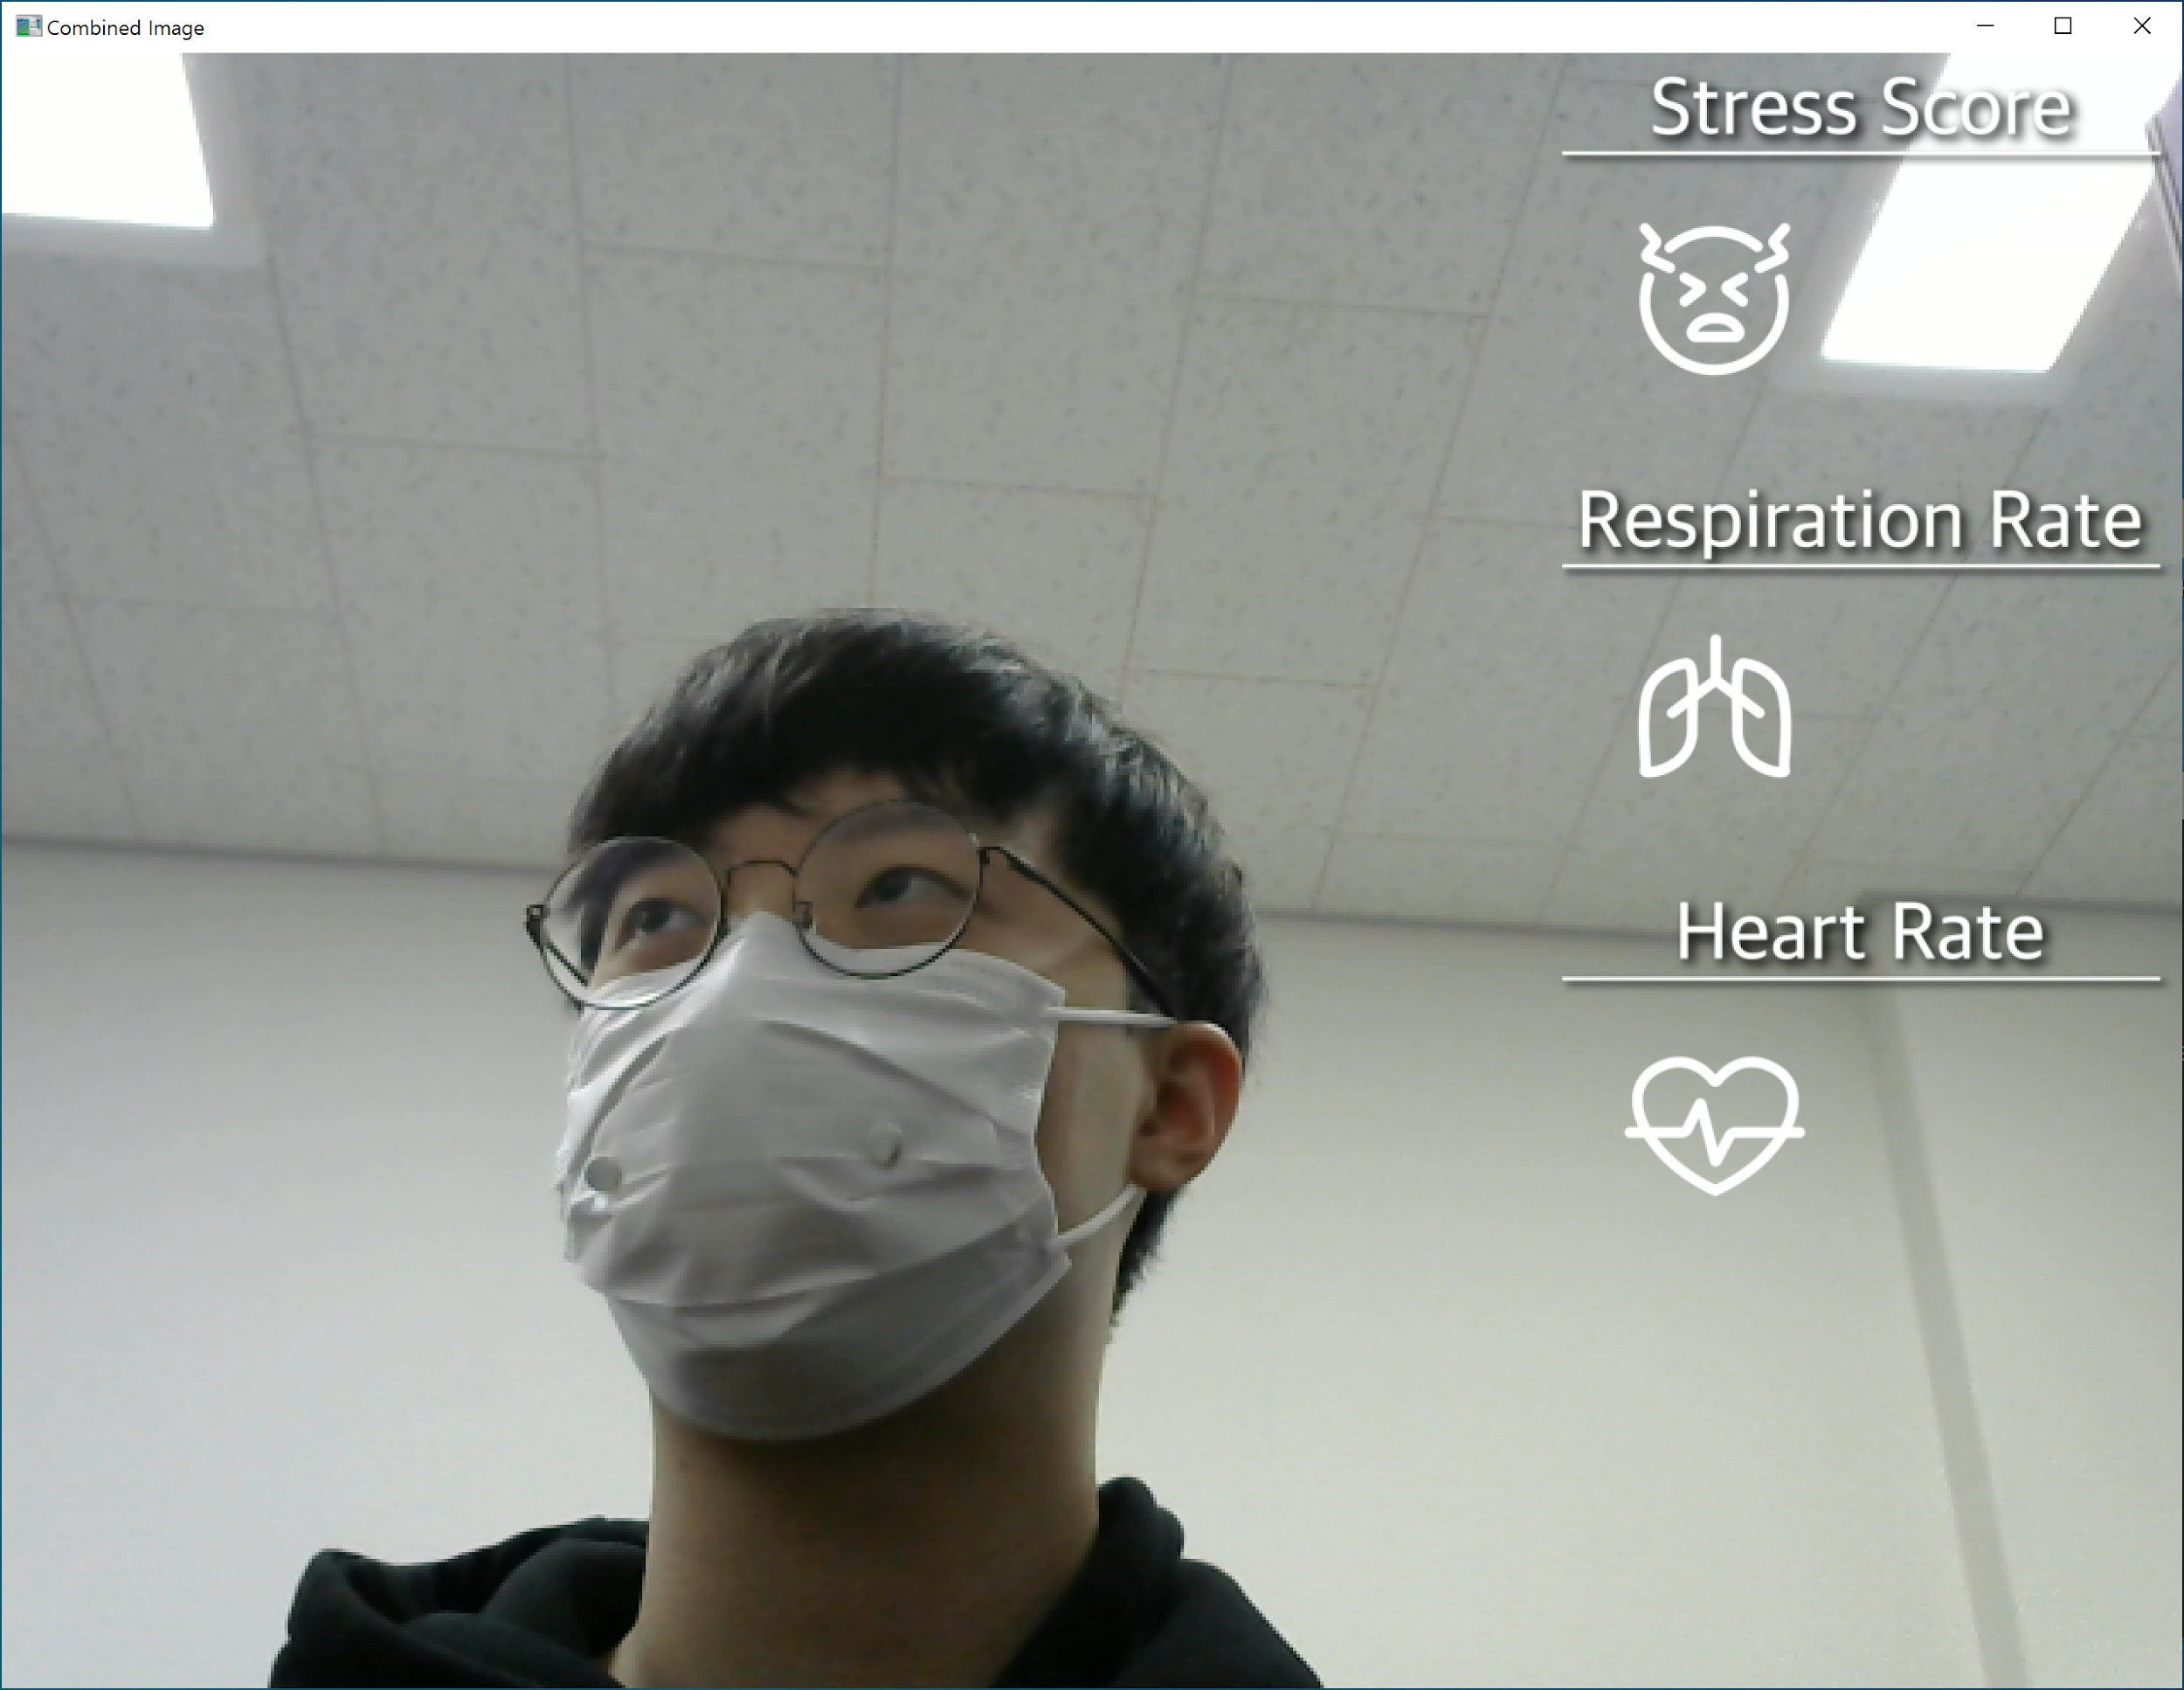 Combined Image
Stress Score
Respiration Rate
Heart Rate